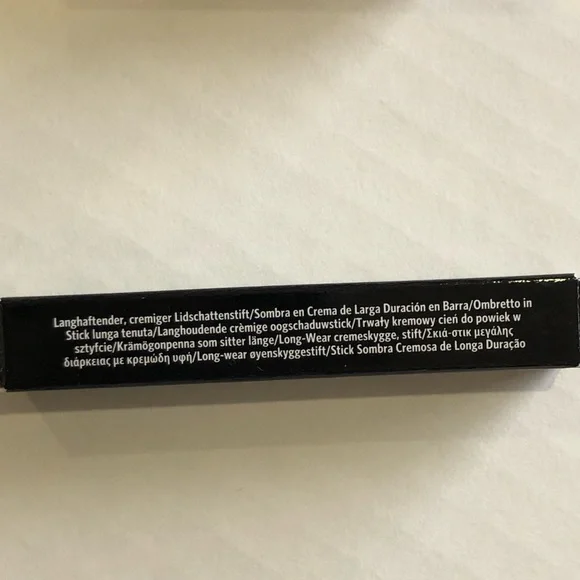 Langhaftender, cremiger Lidschattenstift/Sombra en Crema de Larga Duración en Barra/Ombretto in
Stick lunga tenuta/Langhoudende crèmige oogschaduwstick/Trwały kremowy cień do powiek w
sztyfcie/Krämögonpenna som sitter länge/Long-Wear cremeskygge, stift/Σκιά-στικ μεγάλης
διάρκειας με κρεμώδη υφή/Long-wear øyenskyggestift/Stick Sombra Cremosa de Longa Duração